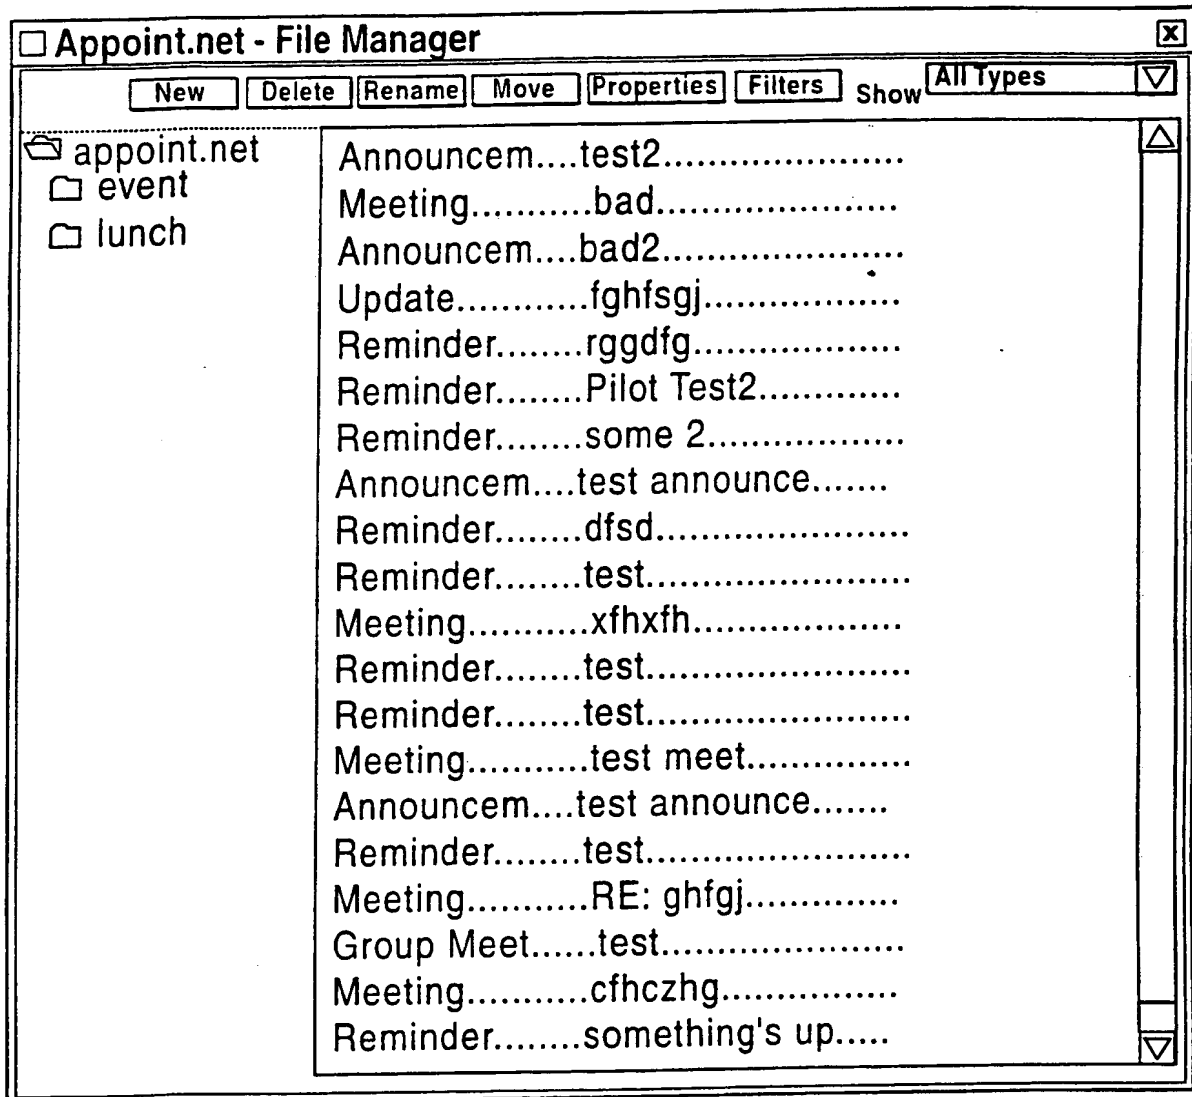 Appoint.net - File Manager
New Delete Rename Move Properties Filters Show All Types
appoint.net
event
lunch
Announcem....test2.......................
Meeting............bad.......................
Announcem....bad2.......................
Update............fghfsgj...................
Reminder........rggdfg....................
Reminder........Pilot Test2..............
Reminder........some 2...................
Announcem....test announce.......
Reminder........dfsd........................
Reminder........test.........................
Meeting............xfhxfh....................
Reminder........test.........................
Reminder........test.........................
Meeting............test meet................
Announcem....test announce.......
Reminder........test.........................
Meeting............RE: ghfgj...............
Group Meet......test.......................
Meeting............cfhczhg.................
Reminder........something's up.....